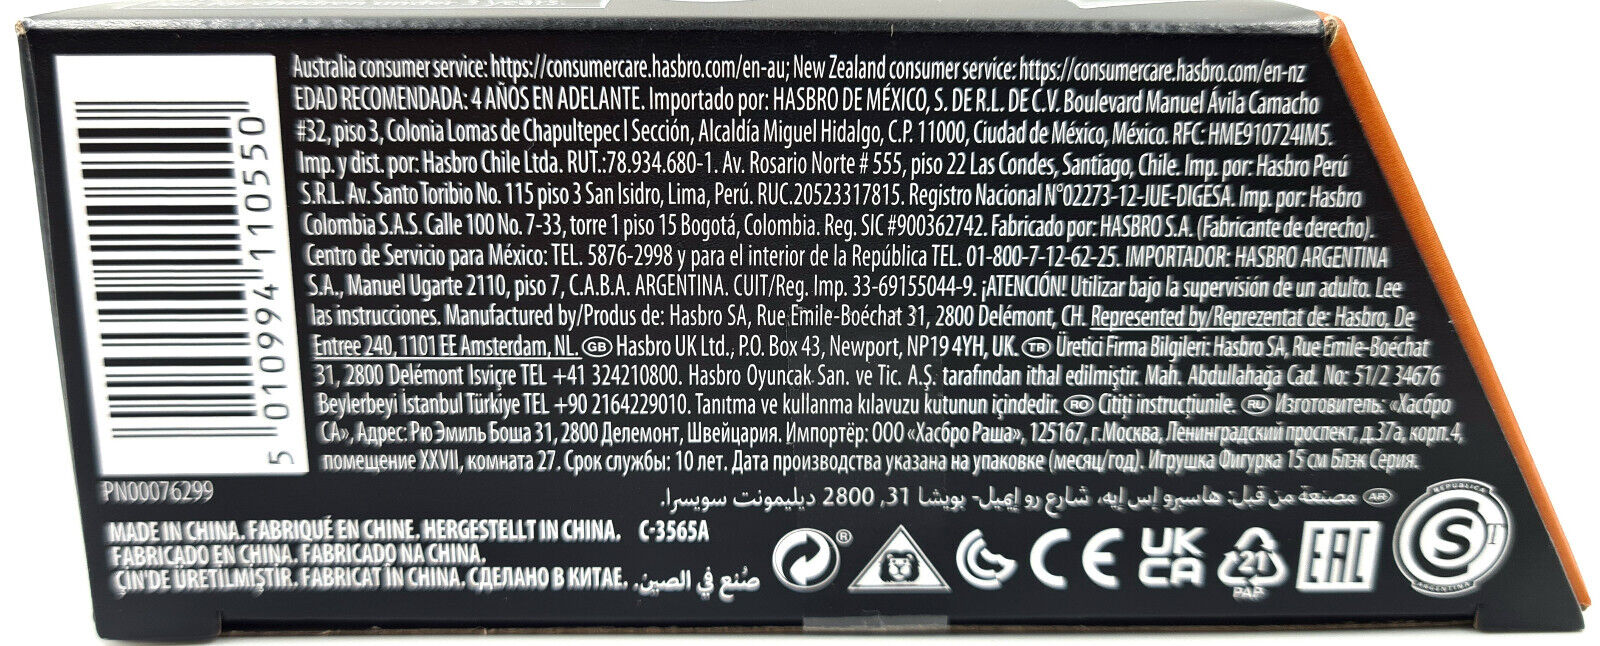 Australia consumer service: https://consumercare.hasbro.com/en-au; New Zealand consumer service: https://consumercare.hasbro.com/en-nz
EDAD RECOMENDADA: 4 AÑOS EN ADELANTE. Importado por: HASBRO DE MÉXICO, S. DE R.L. DE C.V. Boulevard Manuel Ávila Camacho
#32, piso 3, Colonia Lomas de Chapultepec I Sección, Alcaldía Miguel Hidalgo, C.P. 11000, Ciudad de México, México. RFC: HME910724IM5.
Imp. y dist. por: Hasbro Chile Ltda. RUT.:78.934.680-1. Av. Rosario Norte # 555, piso 22 Las Condes, Santiago, Chile. Imp. por: Hasbro Perú
S.R.L. Av. Santo Toribio No. 115 piso 3 San Isidro, Lima, Perú. RUC.20523317815. Registro Nacional N°02273-12-JUE-DIGESA. Imp. por: Hasbro
Colombia S.A.S. Calle 100 No. 7-33, torre 1 piso 15 Bogotá, Colombia. Reg. SIC #900362742. Fabricado por: HASBRO S.A. (Fabricante de derecho).
Centro de Servicio para México: TEL. 5876-2998 y para el interior de la República TEL. 01-800-7-12-62-25. IMPORTADOR: HASBRO ARGENTINA
S.A., Manuel Ugarte 2110, piso 7, C.A.B.A. ARGENTINA. CUIT/Reg. Imp. 33-69155044-9. ¡ATENCIÓN! Utilizar bajo la supervisión de un adulto. Lee
las instrucciones. Manufactured by/Produs de: Hasbro SA, Rue Emile-Boéchat 31, 2800 Delémont, CH. Represented by/Reprezentat de: Hasbro, De
Entree 240, 1101 EE Amsterdam, NL. GB Hasbro UK Ltd., P.O. Box 43, Newport, NP19 4YH, UK. TR Üretici Firma Bilgileri: Hasbro SA, Rue Emile-Boéchat
31, 2800 Delémont Isviçre TEL +41 324210800. Hasbro Oyuncak San. ve Tic. A.Ş. tarafından ithal edilmiştir. Mah. Abdullahağa Cad. No: 51/2 34676
Beylerbeyi İstanbul Türkiye TEL +90 2164229010. Tanıtma ve kullanma kılavuzu kutunun içindedir. RO Citiți instrucțiunile. RU Изготовитель: «Хасбро
СА», Адрес: Рю Эмиль Боша 31, 2800 Делемонт, Швейцария. Импортёр: ООО «Хасбро Раша», 125167, г.Москва, Ленинградский проспект, д.37а, корп.4,
помещение XXVII, комната 27. Срок службы: 10 лет. Дата производства указана на упаковке (месяц/год). Игрушка Фигурка 15 см Блэк Серия.
AR مصنعة من قبل: هاسبرو إس إيه, شارع رو إيميل- بويشا 31, 2800 ديليمونت سويسرا.
5 010994 110550
PN00076299
MADE IN CHINA. FABRIQUÉ EN CHINE. HERGESTELLT IN CHINA. C-3565A
FABRICADO EN CHINA. FABRICADO NA CHINA.
ÇİN'DE ÜRETİLMİŞTİR. FABRICAT ÎN CHINA. СДЕЛАНО В КИТАЕ. صُنع في الصين.
®
CE
UK
CA
21
PAP
EAC
REPUBLICA
S
T
ARGENTINA